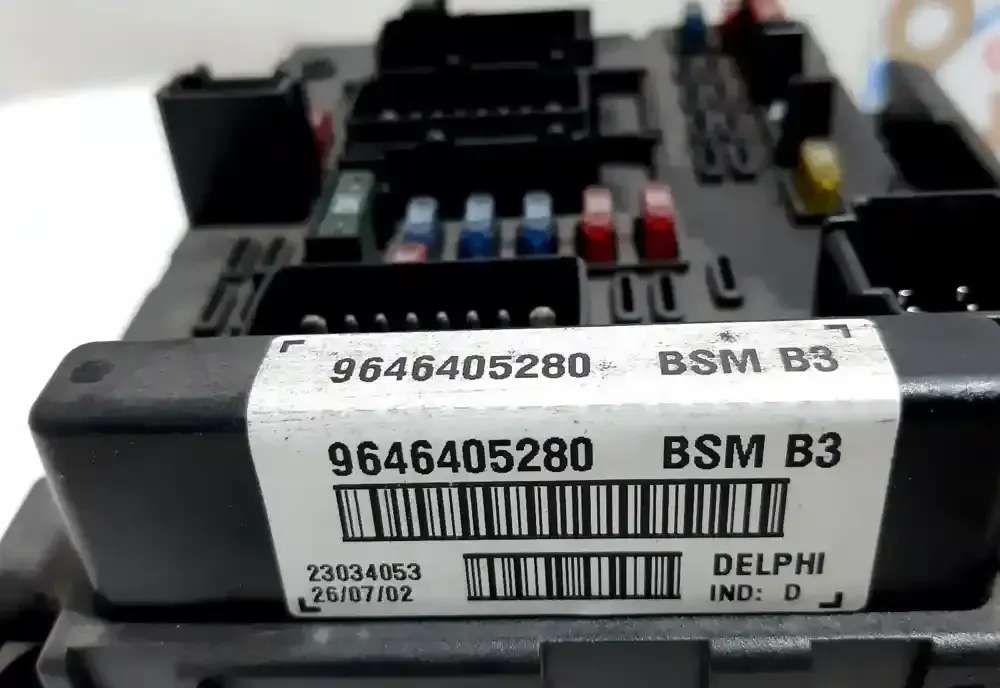 9646405280 BSM B3
9646405280 BSM B3
23034053 DELPHI
26/07/02 IND: D